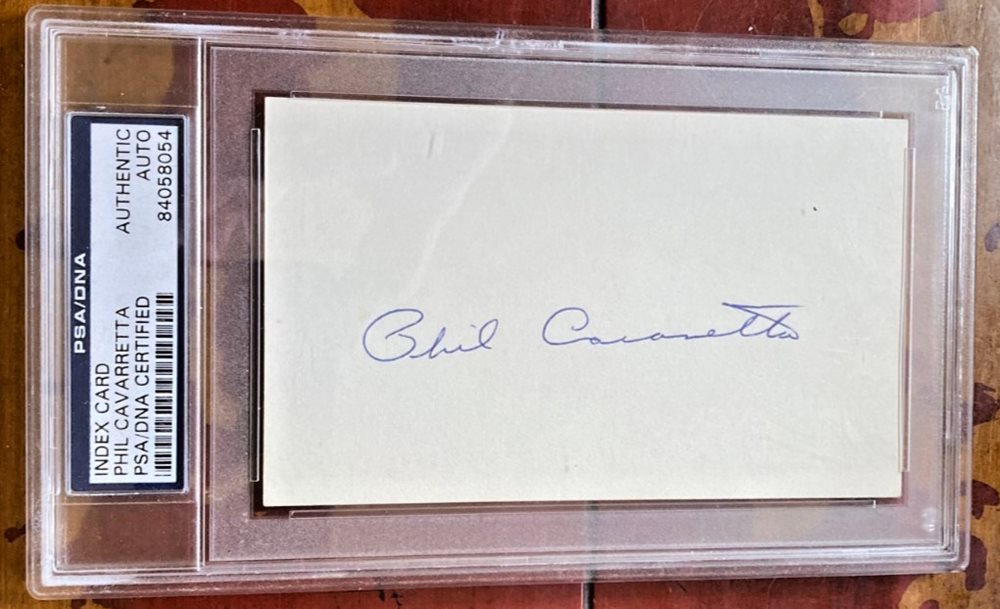 PSA/DNA
INDEX CARD
PHIL CAVARRETTA
PSA/DNA CERTIFIED
AUTHENTIC
AUTO
84058054
Phil Cavarretta